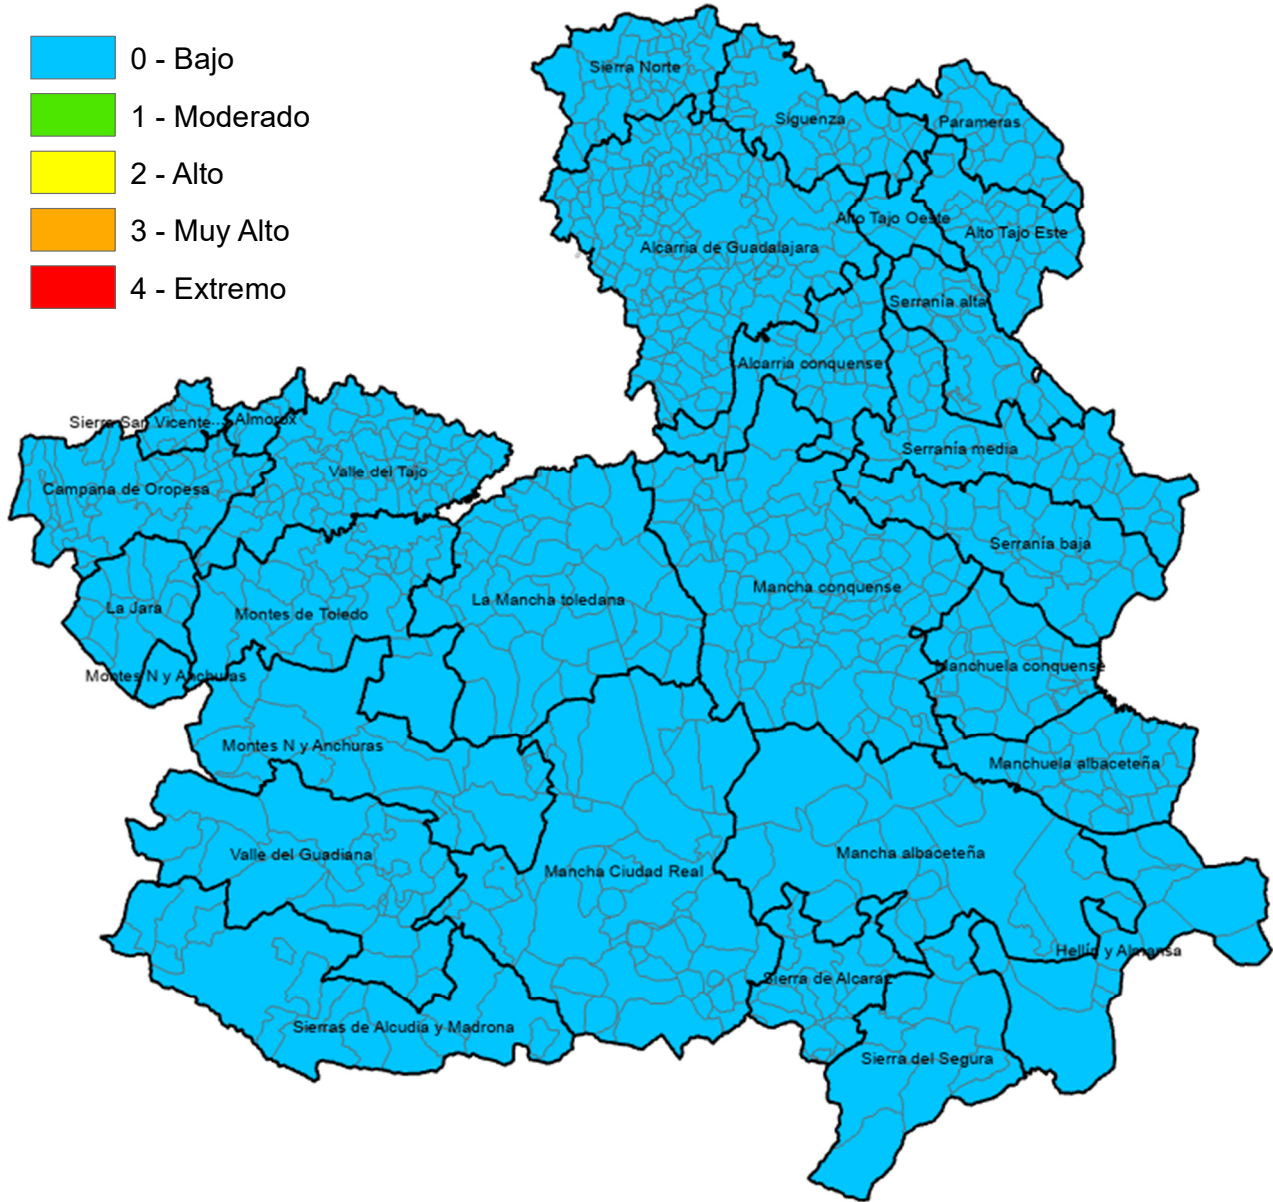 0 - Bajo
1 - Moderado
2 - Alto
3 - Muy Alto
4 - Extremo
Sierra Norte
Siguenza
Parameras
Alto Tajo Oeste
Alto Tajo Este
Alcarria de Guadalajara
Serranía alta
Alcarria conquense
Sierra San Vicente
Almorox
Serranía media
Valle del Tajo
Campana de Oropesa
Serranía baja
Mancha conquense
La Mancha toledana
La Jara
Montes de Toledo
Manchuela conquense
Montes N y Anchuras
Montes N y Anchuras
Manchuela albaceteña
Mancha albaceteña
Valle del Guadiana
Mancha Ciudad Real
Hellín y Almansa
Sierra de Alcaraz
Sierras de Alcudia y Madrona
Sierra del Segura